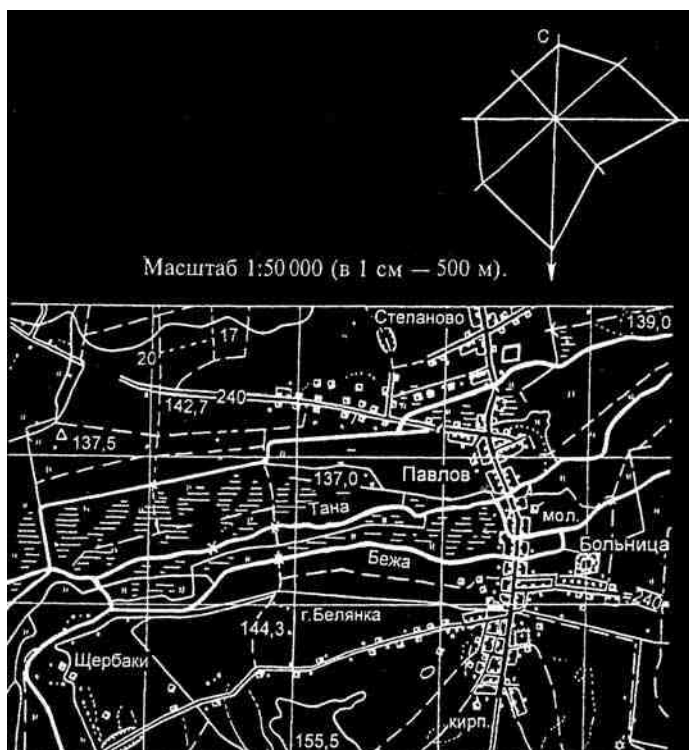 С
Масштаб 1:50 000 (в 1 см — 500 м).
Степаново
139,0
17
20
240
142,7
137,5
Павлов
137,0
Тана
мол.
Больница
Бежа
240
г.Белянка
144,3
Щербаки
кирп.
155,5